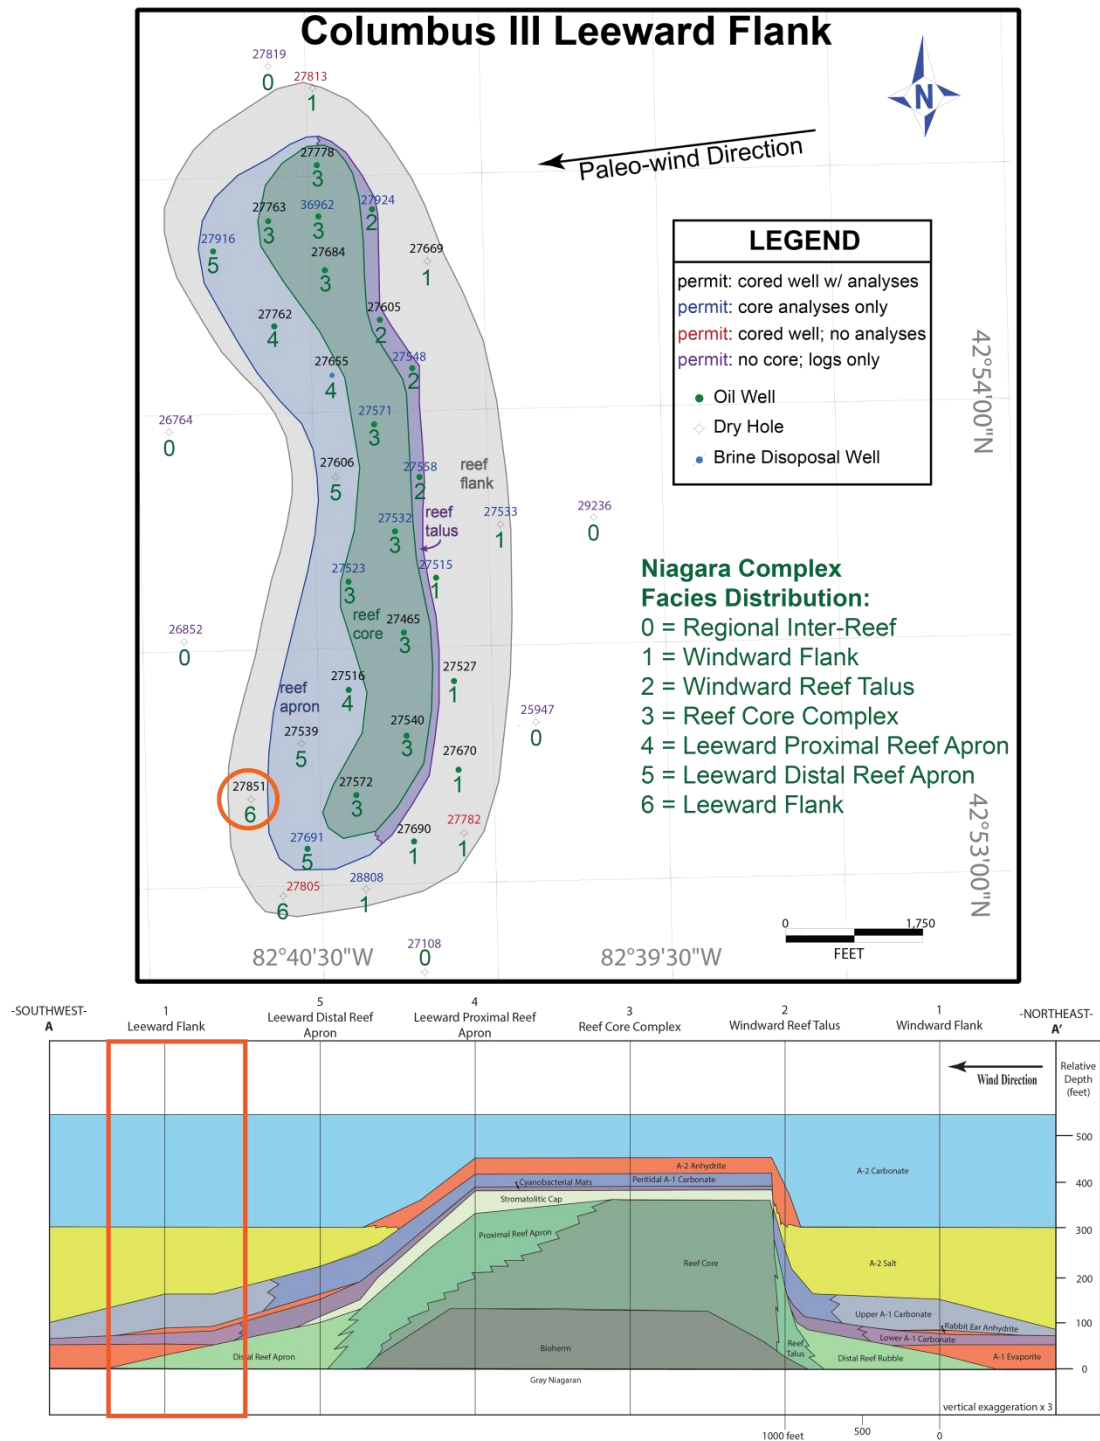 Columbus III Leeward Flank
27819
0
27813
1
N
Paleo-wind Direction
27778
3
27763
3
36962
3
27924
2
27916
5
27684
3
27669
1
27762
4
27605
2
27655
4
27548
2
27571
3
26764
0
27606
5
27558
2
reef
flank
reef
talus
27532
3
27533
1
29236
0
27523
3
27515
1
reef
core
27465
3
26852
0
27516
4
27527
1
reef
apron
27539
5
27540
3
25947
0
27851
6
27572
3
27670
1
27691
5
27690
1
27782
1
27805
6
28808
1
27108
0
LEGEND
permit: cored well w/ analyses
permit: core analyses only
permit: cored well; no analyses
permit: no core; logs only
Oil Well
Dry Hole
Brine Disoposal Well
42°54'00"N
Niagara Complex
Facies Distribution:
0 = Regional Inter-Reef
1 = Windward Flank
2 = Windward Reef Talus
3 = Reef Core Complex
4 = Leeward Proximal Reef Apron
5 = Leeward Distal Reef Apron
6 = Leeward Flank
42°53'00"N
0 1,750
FEET
82°40'30"W
82°39'30"W
-SOUTHWEST-
A
1
Leeward Flank
5
Leeward Distal Reef
Apron
4
Leeward Proximal Reef
Apron
3
Reef Core Complex
2
Windward Reef Talus
1
Windward Flank
-NORTHEAST-
A'
Wind Direction
Relative
Depth
(feet)
500
400
300
200
100
0
A-2 Anhydrite
A-2 Carbonate
Cyanobacterial Mats
Peritidal A-1 Carbonate
Stromatolitic Cap
Proximal Reef Apron
Reef Core
A-2 Salt
Upper A-1 Carbonate
Rabbit Ear Anhydrite
Lower A-1 Carbonate
Distal Reef Apron
Bioherm
Reef
Talus
Distal Reef Rubble
A-1 Evaporite
Gray Niagaran
vertical exaggeration x 3
1000 feet
500
0